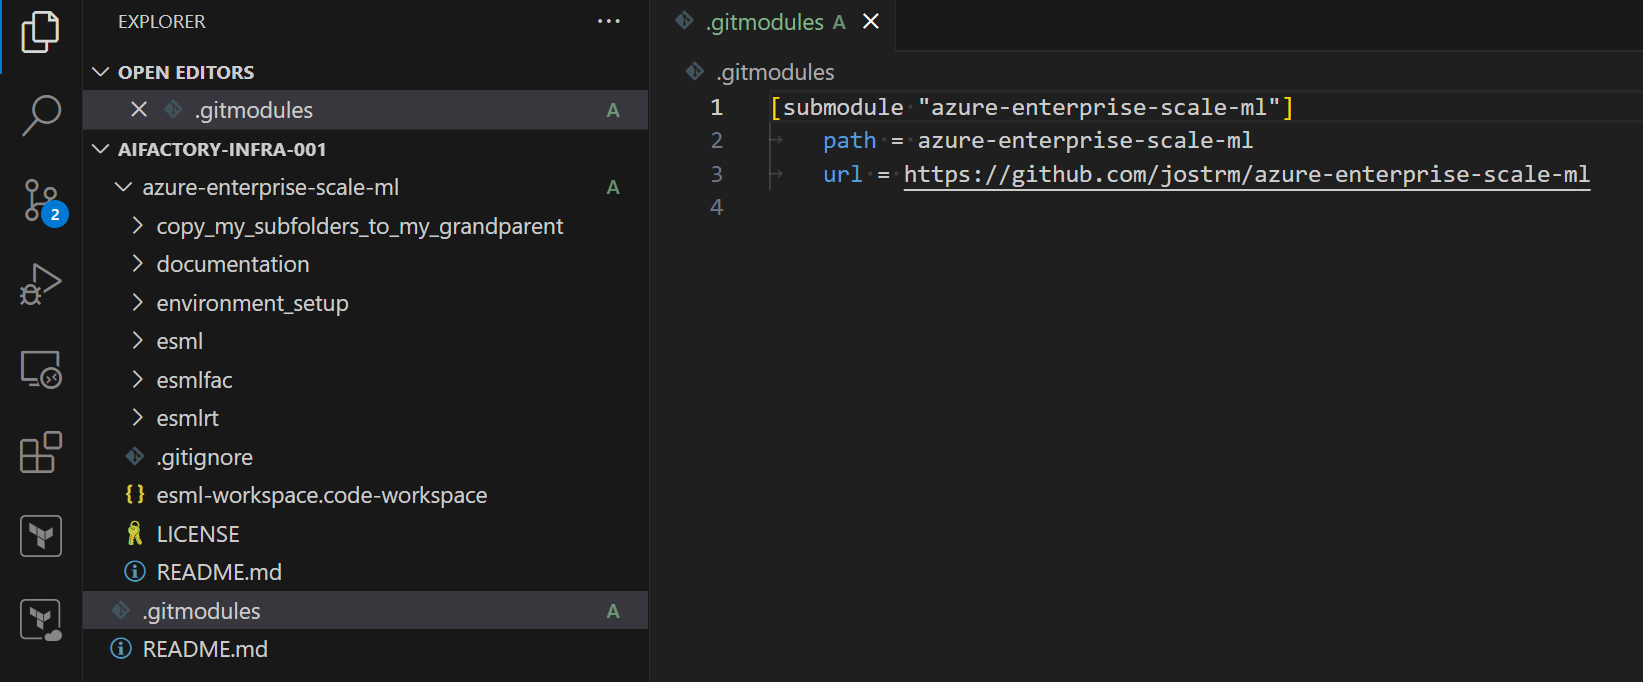 EXPLORER
OPEN EDITORS
.gitmodules A
AIFACTORY-INFRA-001
azure-enterprise-scale-ml A
copy_my_subfolders_to_my_grandparent
documentation
environment_setup
esml
esmlfac
esmlrt
.gitignore
{} esml-workspace.code-workspace
LICENSE
README.md
.gitmodules A
README.md
2
.gitmodules A
.gitmodules
1 [submodule "azure-enterprise-scale-ml"]
2 path = azure-enterprise-scale-ml
3 url = https://github.com/jostrm/azure-enterprise-scale-ml
4